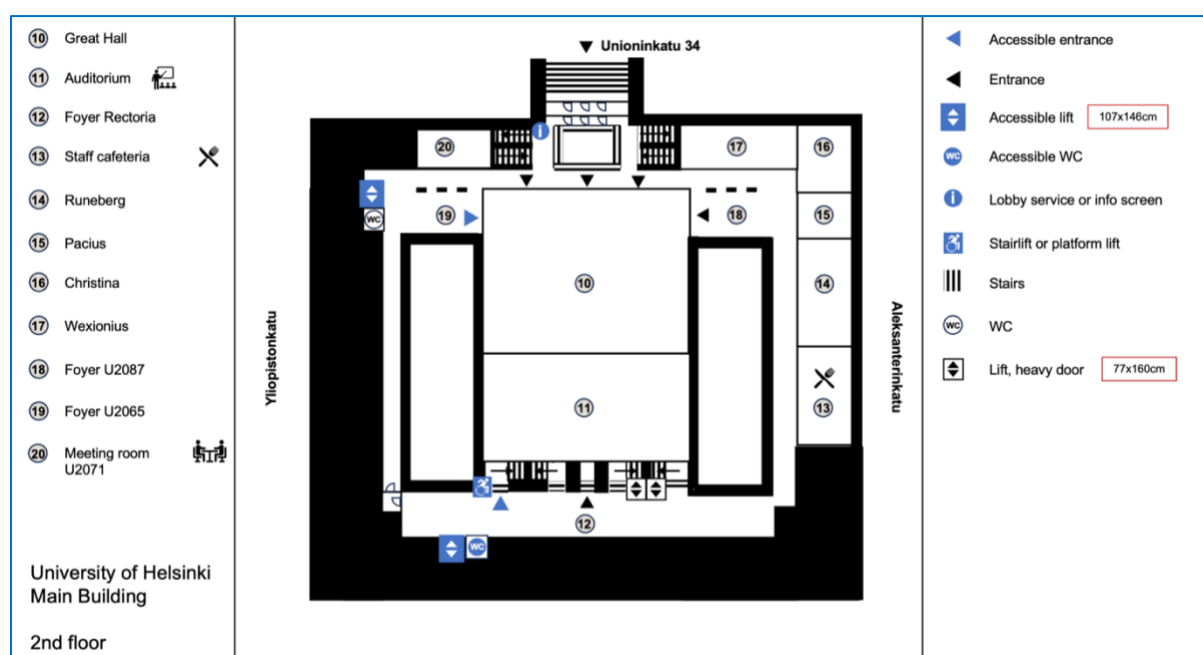 10 Great Hall
11 Auditorium
12 Foyer Rectoria
13 Staff cafeteria
14 Runeberg
15 Pacius
16 Christina
17 Wexionius
18 Foyer U2087
19 Foyer U2065
20 Meeting room
U2071
University of Helsinki
Main Building
2nd floor
Unioninkatu 34
i
20
17
16
WC
19
18
15
10
14
Yliopistonkatu
Aleksanterinkatu
11
13
12
WC
Accessible entrance
Entrance
Accessible lift 107x146cm
WC Accessible WC
i Lobby service or info screen
Stairlift or platform lift
Stairs
WC WC
Lift, heavy door 77x160cm